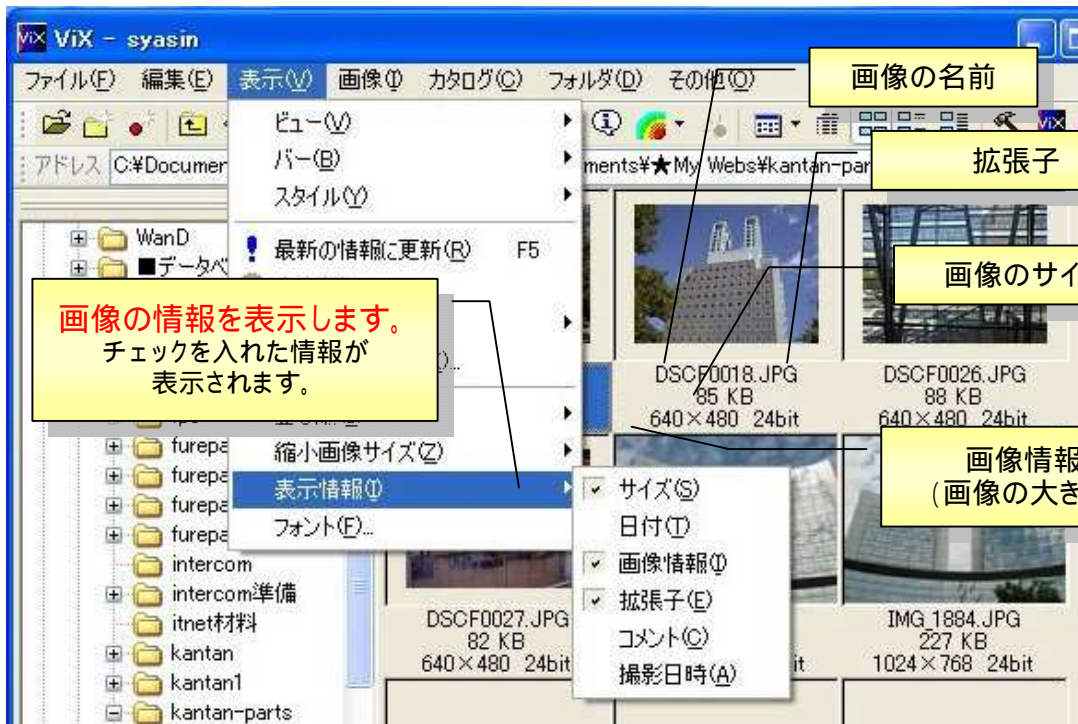 ViX - syasin
ファイル(F) 編集(E) 表示(V) 画像(I) カタログ(C) フォルダ(D) その他(O)
画像の名前
アドレス C:¥Documen
ments¥★My Webs¥kantan-par
拡張子
ビュー(V)
バー(B)
スタイル(Y)
最新の情報に更新(R) F5
縮小画像サイズ(Z)
表示情報(I)
フォント(F)...
サイズ(S)
日付(T)
画像情報(I)
拡張子(E)
コメント(C)
撮影日時(A)
WanD
■データベ
画像の情報を表示します。
チェックを入れた情報が
表示されます。
furepa
furepa
furepa
furepa
intercom
intercom準備
itnet材料
kantan
kantan1
kantan-parts
画像のサイ
DSCF0018.JPG
85 KB
640×480 24bit
DSCF0026.JPG
88 KB
640×480 24bit
画像情報
(画像の大き
DSCF0027.JPG
82 KB
640×480 24bit
IMG_1884.JPG
227 KB
1024×768 24bit